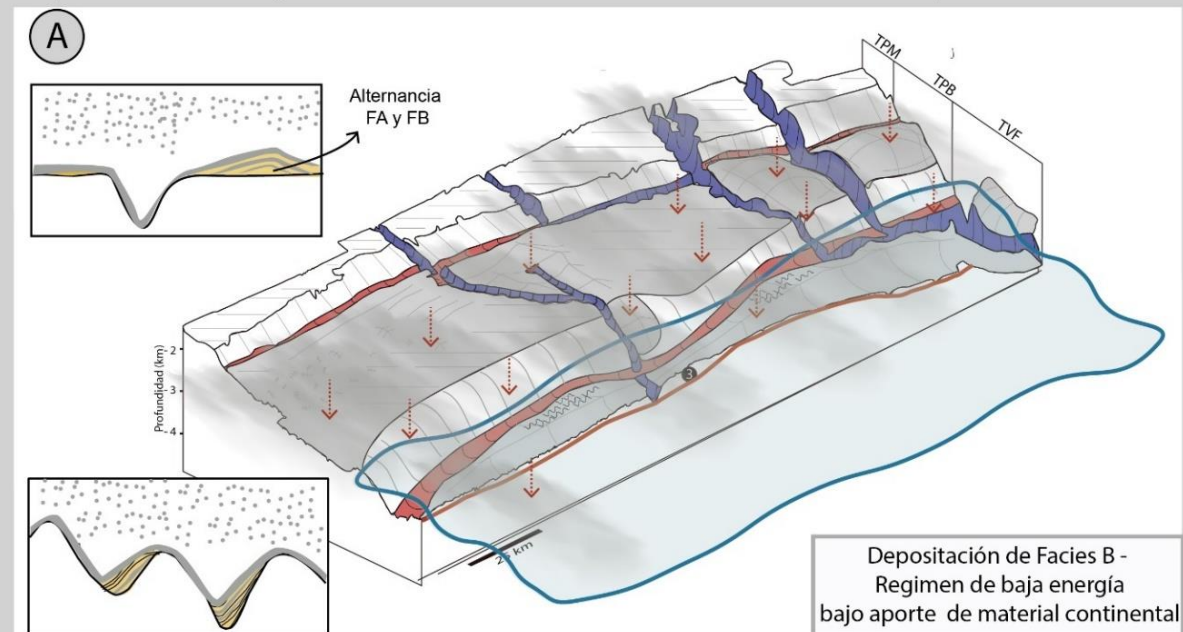 A
Alternancia
FA y FB
TPM
TPB
TVF
Profundidad (km)
- 2
- 3
- 4
3
Depositación de Facies B -
Regimen de baja energía
bajo aporte de material continental